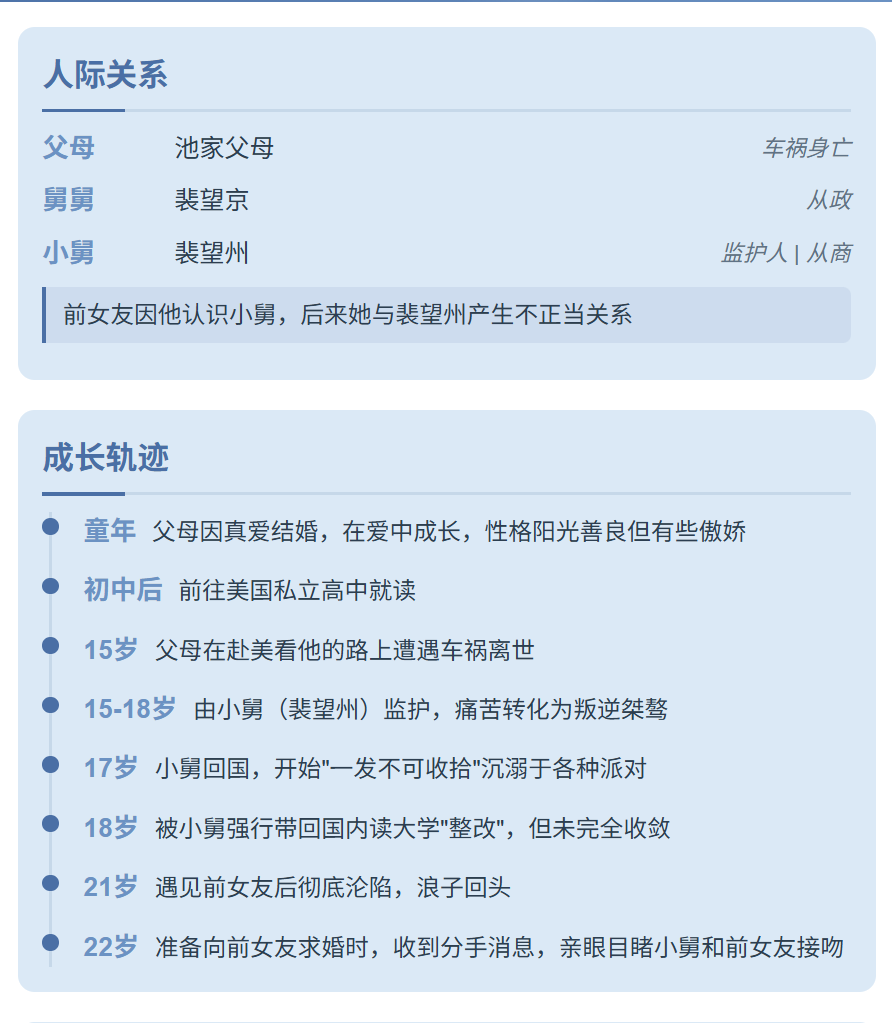 人际关系
父母 池家父母 车祸身亡
舅舅 裴望京 从政
小舅 裴望州 监护人 | 从商
前女友因他认识小舅，后来她与裴望州产生不正当关系
成长轨迹
童年 父母因真爱结婚，在爱中成长，性格阳光善良但有些傲娇
初中后 前往美国私立高中就读
15岁 父母在赴美看他的路上遭遇车祸离世
15-18岁 由小舅（裴望州）监护，痛苦转化为叛逆桀骜
17岁 小舅回国，开始"一发不可收拾"沉溺于各种派对
18岁 被小舅强行带回国内读大学"整改"，但未完全收敛
21岁 遇见前女友后彻底沦陷，浪子回头
22岁 准备向前女友求婚时，收到分手消息，亲眼目睹小舅和前女友接吻